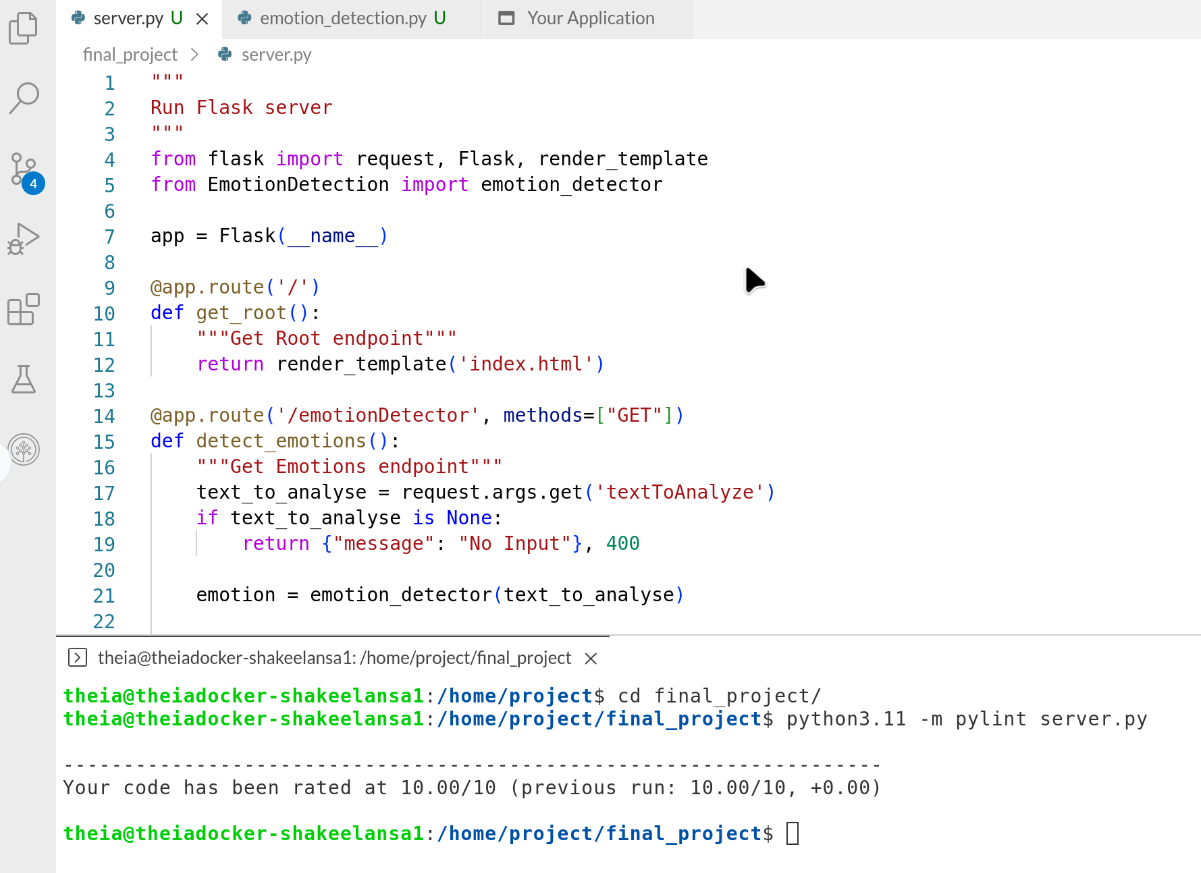 server.py U
emotion_detection.py U
Your Application
final_project > server.py
4
1 """
2 Run Flask server
3 """
4 from flask import request, Flask, render_template
5 from EmotionDetection import emotion_detector
6
7 app = Flask(__name__)
8
9 @app.route('/')
10 def get_root():
11     """Get Root endpoint"""
12     return render_template('index.html')
13
14 @app.route('/emotionDetector', methods=["GET"])
15 def detect_emotions():
16     """Get Emotions endpoint"""
17     text_to_analyse = request.args.get('textToAnalyze')
18     if text_to_analyse is None:
19         return {"message": "No Input"}, 400
20
21     emotion = emotion_detector(text_to_analyse)
22
theia@theiadocker-shakeelansa1: /home/project/final_project
theia@theiadocker-shakeelansa1:/home/project$ cd final_project/
theia@theiadocker-shakeelansa1:/home/project/final_project$ python3.11 -m pylint server.py
--------------------------------------------------------------------
Your code has been rated at 10.00/10 (previous run: 10.00/10, +0.00)
theia@theiadocker-shakeelansa1:/home/project/final_project$